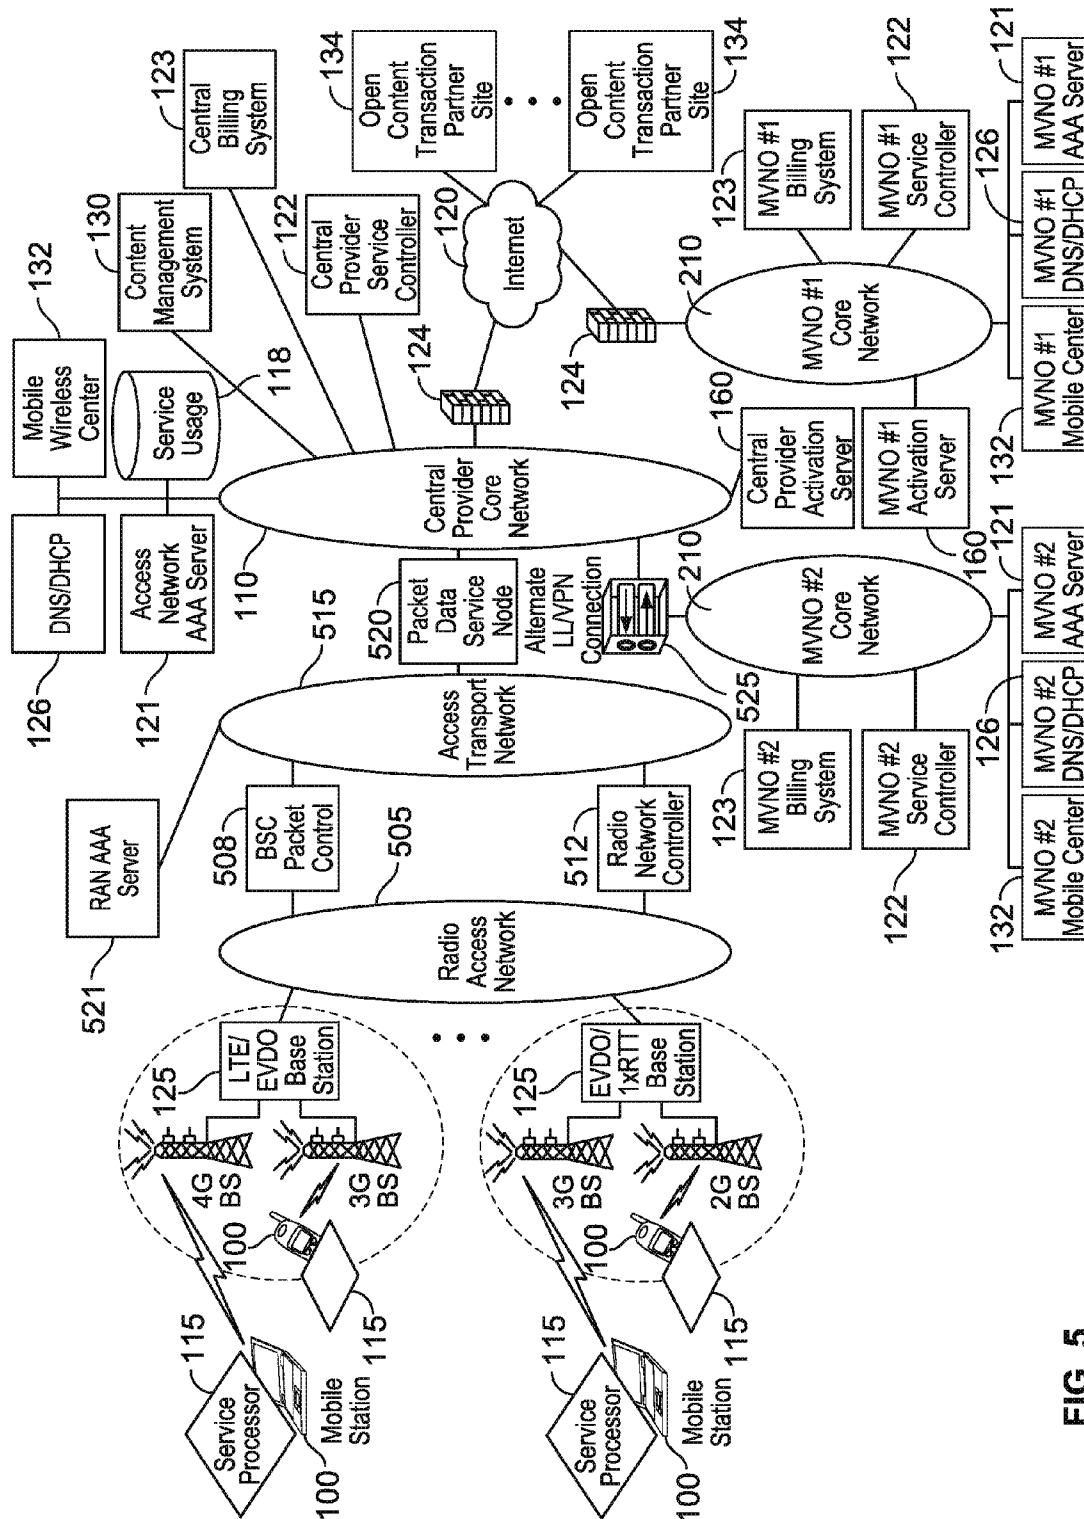 126
DNS/DHCP
Mobile
Wireless
Center
132
121
Access
Network
AAA Server
Service
Usage
118
130
Content
Management
System
123
Central
Billing
System
122
Central
Provider
Service
Controller
134
Open
Content
Transaction
Partner
Site
Open
Content
Transaction
Partner
Site
134
120
Internet
124
124
110
Central
Provider
Core
Network
521
RAN AAA
Server
515
Access
Transport
Network
520
Packet
Data
Service
Node
Alternate
LL/VPN
Connection
525
508
BSC
Packet
Control
512
Radio
Network
Controller
505
Radio
Access
Network
125
LTE/
EVDO
Base
Station
4G
BS
3G
BS
115
Service
Processor
100
Mobile
Station
100
115
125
EVDO/
1xRTT
Base
Station
3G
BS
2G
BS
115
Service
Processor
100
Mobile
Station
100
115
160
Central
Provider
Activation
Server
MVNO #1
Activation
Server
160
210
MVNO #1
Core
Network
123
MVNO #1
Billing
System
MVNO #1
Service
Controller
122
132
MVNO #1
Mobile Center
126
MVNO #1
DNS/DHCP
121
MVNO #1
AAA Server
210
MVNO #2
Core
Network
123
MVNO #2
Billing
System
MVNO #2
Service
Controller
122
132
MVNO #2
Mobile Center
126
MVNO #2
DNS/DHCP
121
MVNO #2
AAA Server
FIG. 5